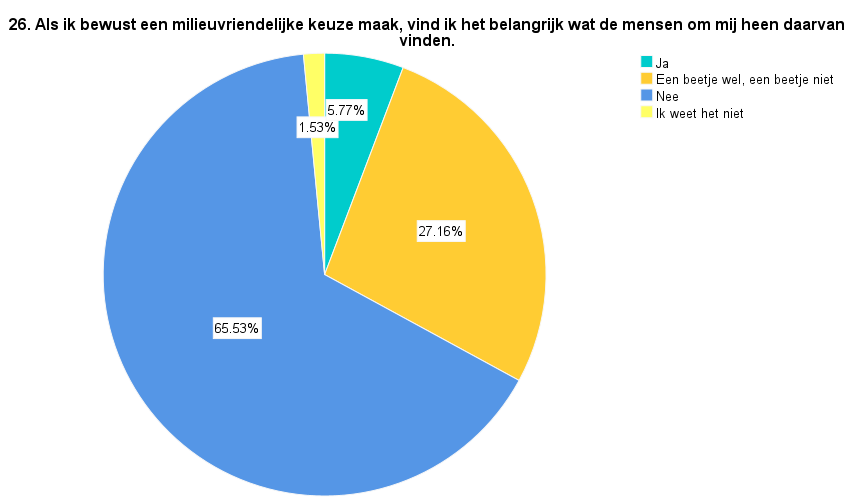 26. Als ik bewust een milieuvriendelijke keuze maak, vind ik het belangrijk wat de mensen om mij heen daarvan
vinden.
Ja
Een beetje wel, een beetje niet
Nee
Ik weet het niet
5.77%
1.53%
27.16%
65.53%